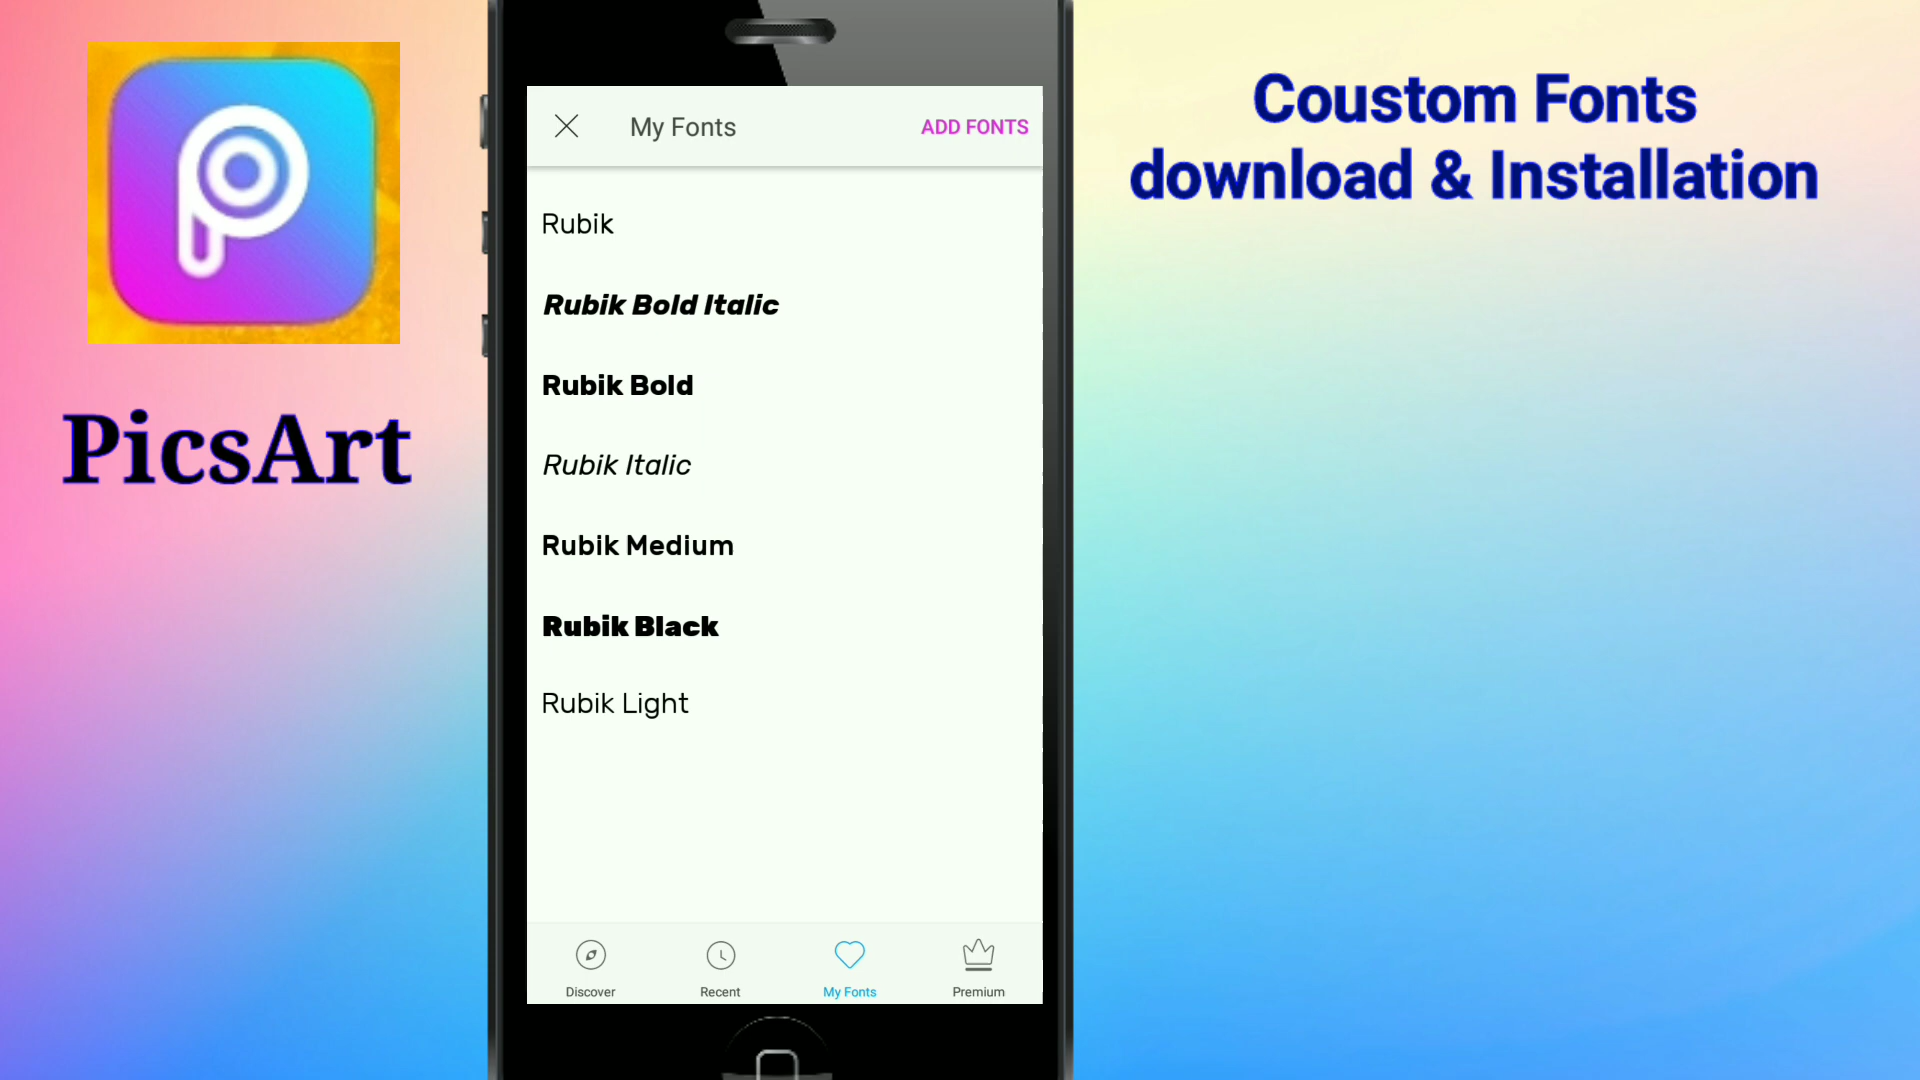 PicsArt
My Fonts
ADD FONTS
Rubik
Rubik Bold Italic
Rubik Bold
Rubik Italic
Rubik Medium
Rubik Black
Rubik Light
Discover
Recent
My Fonts
Premium
Coustom Fonts
download & Installation